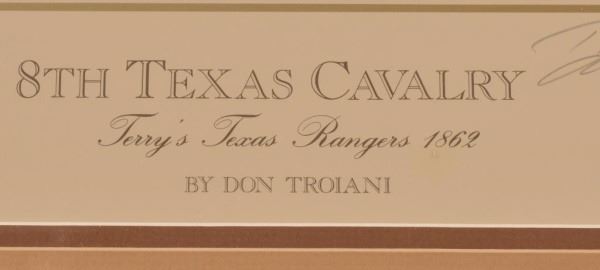 8TH TEXAS CAVALRY
Terry's Texas Rangers 1862
BY DON TROIANI